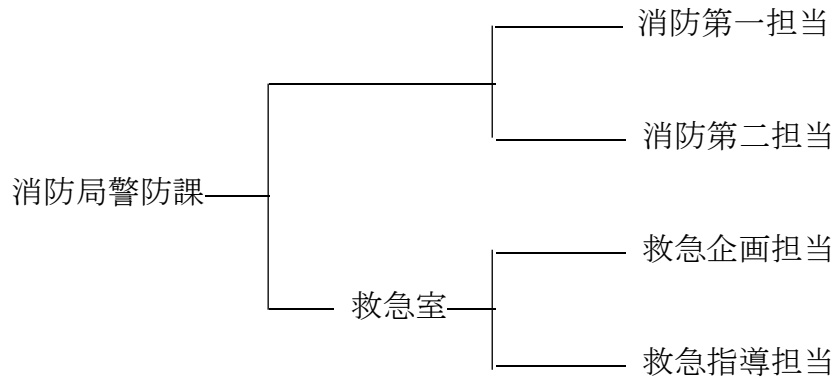 消防第一担当
消防第二担当
消防局警防課
救急企画担当
救急室
救急指導担当